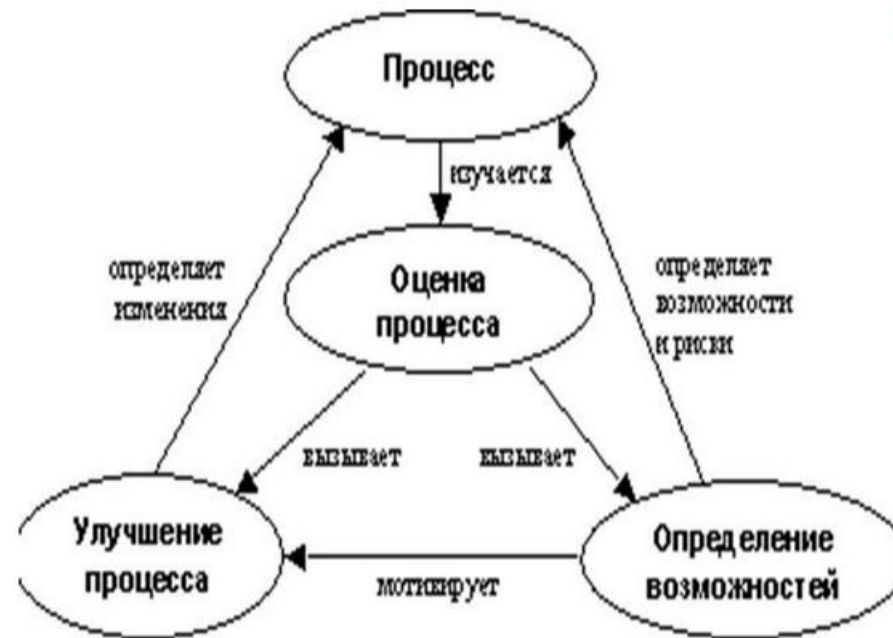 Процесс
изучается
определяет
изменения
Оценка
процесса
определяет
возможности
и риски
вызывает
вызывает
Улучшение
процесса
мотивирует
Определение
возможностей